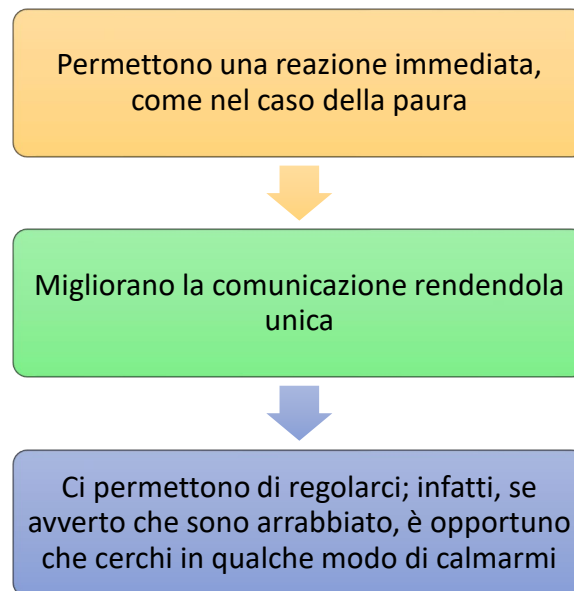 Permettono una reazione immediata,
come nel caso della paura
Migliorano la comunicazione rendendola
unica
Ci permettono di regolarci; infatti, se
avverto che sono arrabbiato, è opportuno
che cerchi in qualche modo di calmarmi